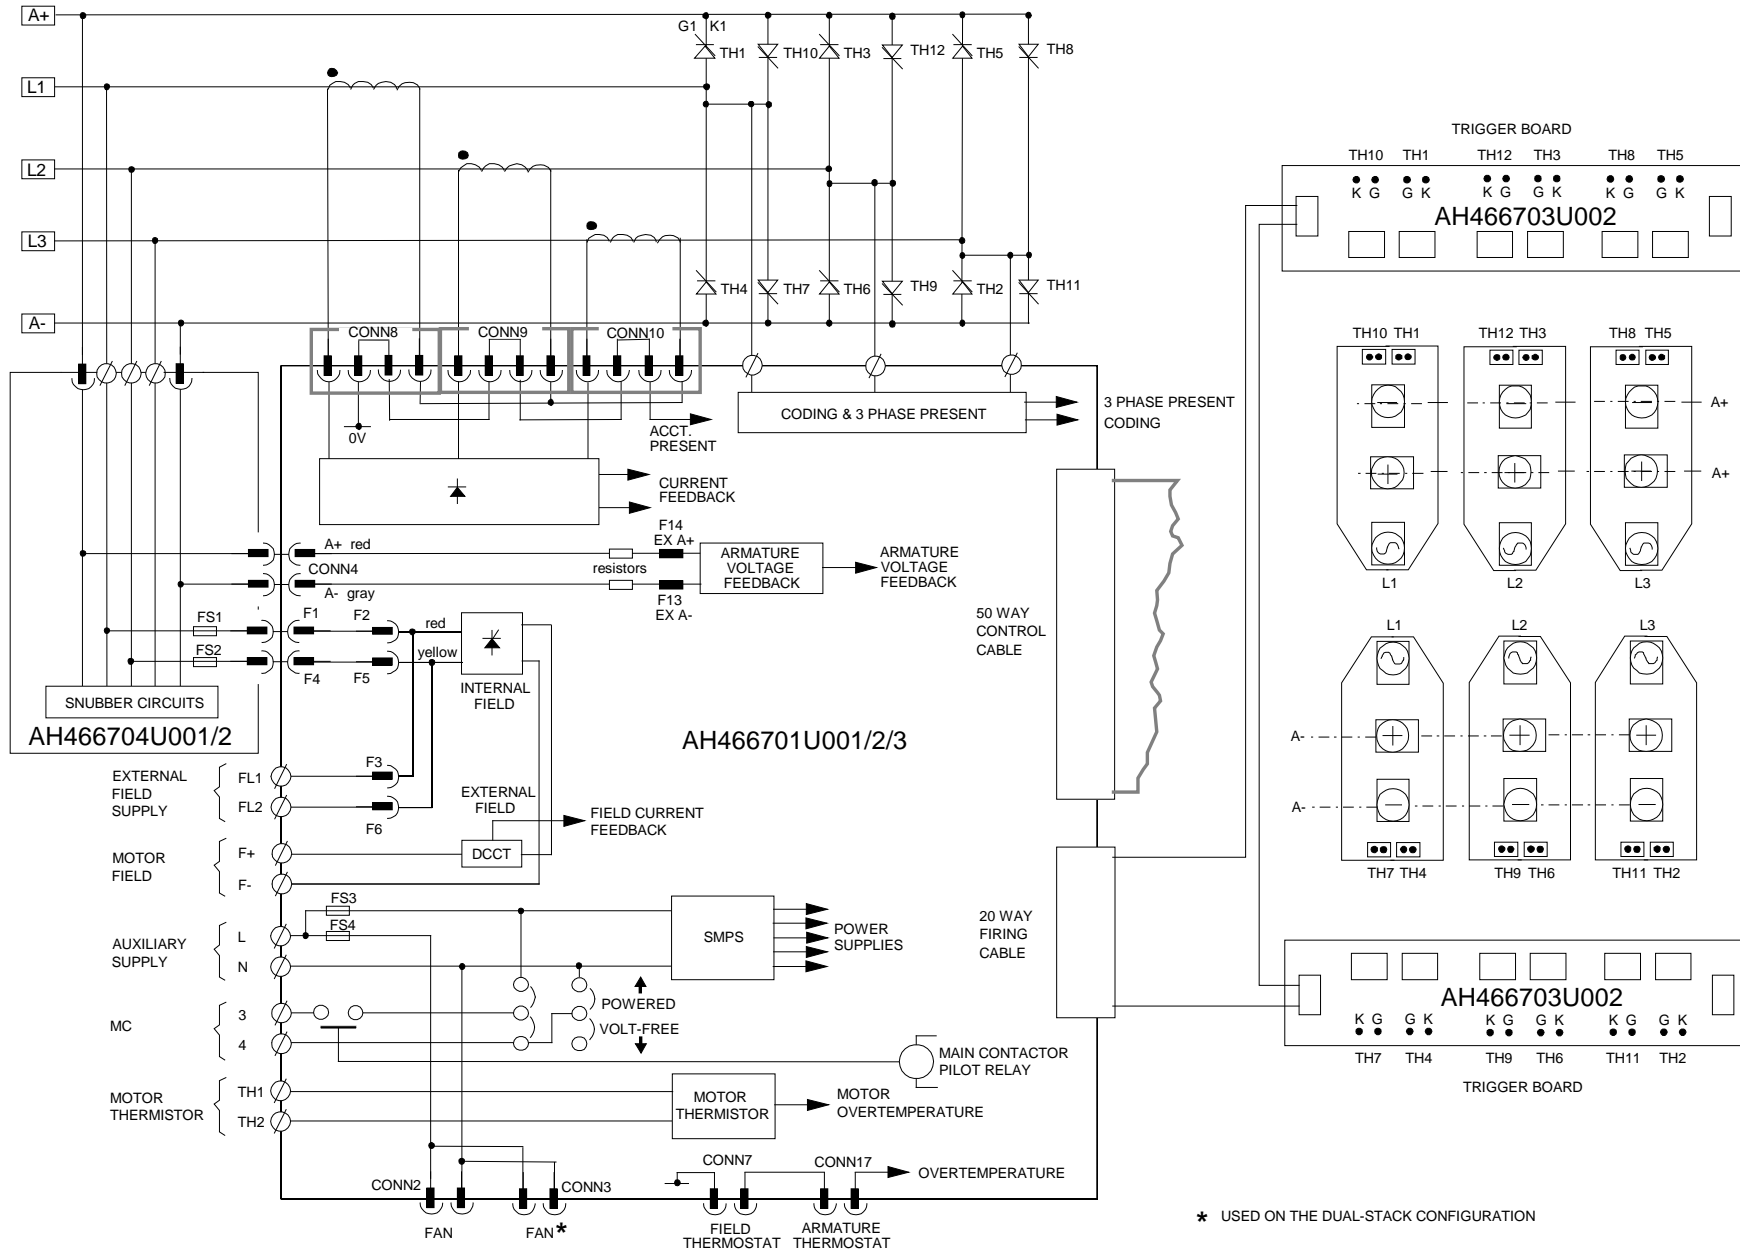 A+
G1 K1
TH1 TH10 TH3 TH12 TH5 TH8
L1
L2
L3
TH4 TH7 TH6 TH9 TH2 TH11
A-
CONN8 CONN9 CONN10
0V
ACCT.
PRESENT
CODING & 3 PHASE PRESENT
3 PHASE PRESENT
CODING
CURRENT
FEEDBACK
A+ red
CONN4
A- gray
resistors
F14
EX A+
F13
EX A-
ARMATURE
VOLTAGE
FEEDBACK
ARMATURE
VOLTAGE
FEEDBACK
FS1
FS2
F1 F2
F4 F5
red
yellow
INTERNAL
FIELD
SNUBBER CIRCUITS
AH466704U001/2
AH466701U001/2/3
50 WAY
CONTROL
CABLE
EXTERNAL
FIELD
SUPPLY
FL1
FL2
F3
F6
EXTERNAL
FIELD
DCCT
FIELD CURRENT
FEEDBACK
MOTOR
FIELD
F+
F-
AUXILIARY
SUPPLY
L
N
FS3
FS4
SMPS
POWER
SUPPLIES
20 WAY
FIRING
CABLE
MC
3
4
POWERED
VOLT-FREE
MAIN CONTACTOR
PILOT RELAY
MOTOR
THERMISTOR
TH1
TH2
MOTOR
THERMISTOR
MOTOR
OVERTEMPERATURE
CONN2
FAN
CONN3
FAN*
CONN7
FIELD
THERMOSTAT
CONN17
ARMATURE
THERMOSTAT
OVERTEMPERATURE
TRIGGER BOARD
TH10 TH1 TH12 TH3 TH8 TH5
K G G K K G G K K G G K
AH466703U002
TH10 TH1 TH12 TH3 TH8 TH5
A+
A+
L1 L2 L3
L1 L2 L3
A-
A-
TH7 TH4 TH9 TH6 TH11 TH2
AH466703U002
K G G K K G G K K G G K
TH7 TH4 TH9 TH6 TH11 TH2
TRIGGER BOARD
* USED ON THE DUAL-STACK CONFIGURATION